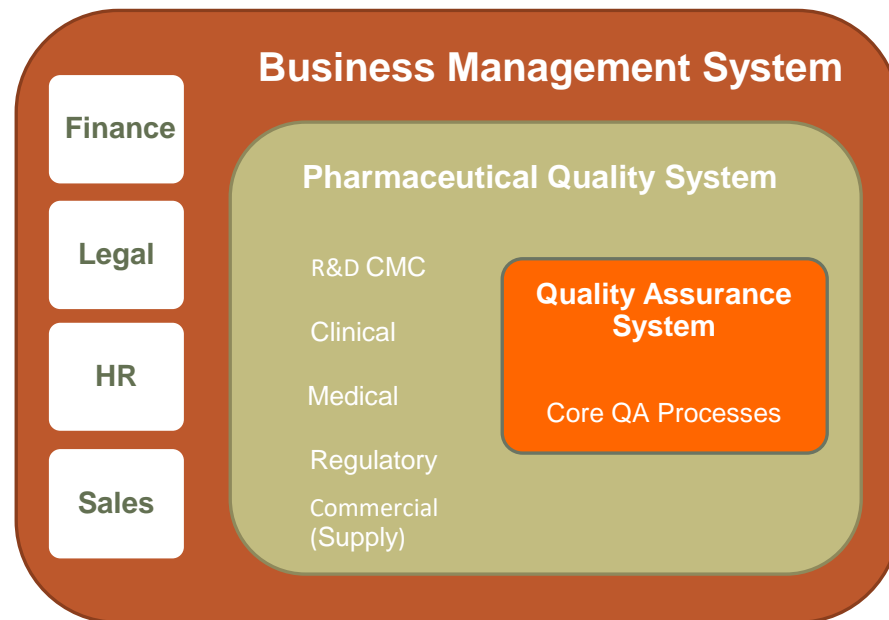 Business Management System
Finance
Legal
HR
Sales
Pharmaceutical Quality System
R&D CMC
Clinical
Medical
Regulatory
Commercial
(Supply)
Quality Assurance
System
Core QA Processes